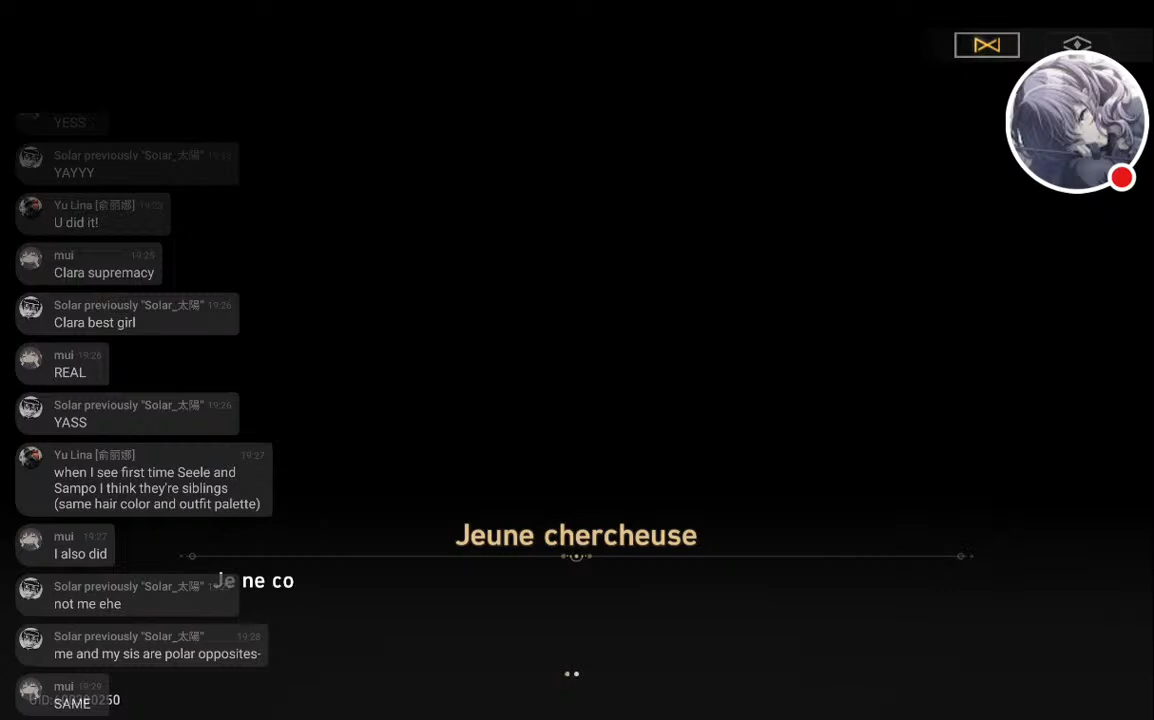 YESS
Solar previously "Solar_太陽"
YAYYY
Yu Lina [俞丽娜] 19:23
U did it!
mui 19:25
Clara supremacy
Solar previously "Solar_太陽" 19:26
Clara best girl
mui 19:26
REAL
Solar previously "Solar_太陽" 19:26
YASS
Yu Lina [俞丽娜] 19:27
when I see first time Seele and
Sampo I think they're siblings
(same hair color and outfit palette)
mui 19:27
I also did
Solar previously "Solar_太陽"
not me ehe
Solar previously "Solar_太陽" 19:28
me and my sis are polar opposites-
mui 19:29
SAME
Jeune chercheuse
Je ne co